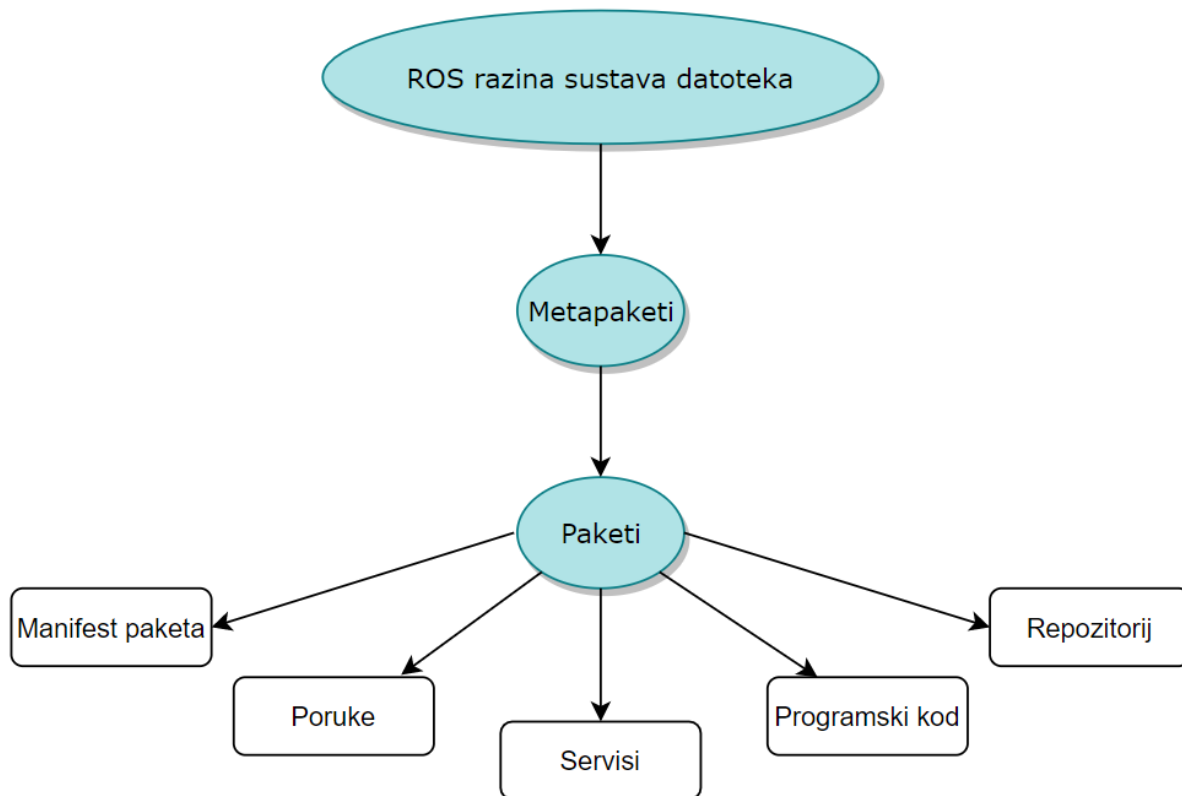 ROS razina sustava datoteka
Metapaketi
Paketi
Manifest paketa
Repozitorij
Poruke
Programski kod
Servisi